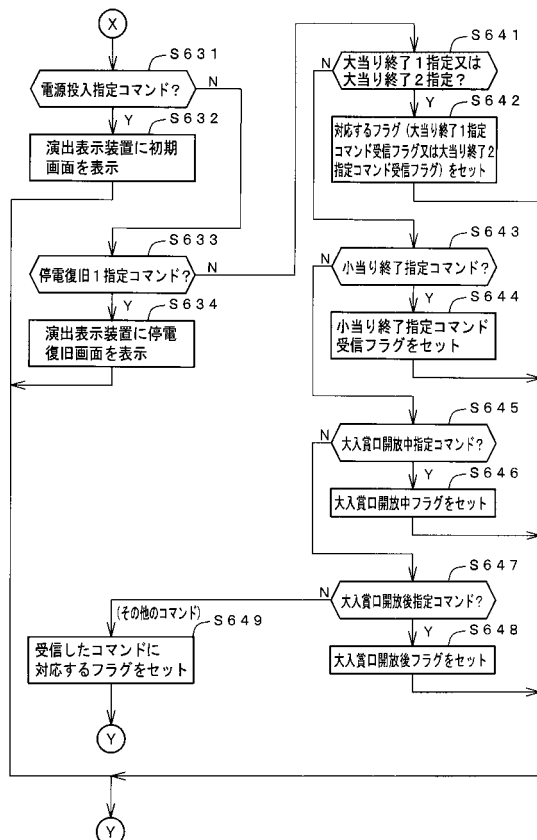 X
S631
電源投入指定コマンド?
N
Y
S632
演出表示装置に初期
画面を表示
S633
停電復旧1指定コマンド?
N
Y
S634
演出表示装置に停電
復旧画面を表示
S641
大当り終了1指定又は
大当り終了2指定?
N
Y
S642
対応するフラグ(大当り終了1指定
コマンド受信フラグ又は大当り終了2
指定コマンド受信フラグ)をセット
S643
小当り終了指定コマンド?
N
Y
S644
小当り終了指定コマンド
受信フラグをセット
S645
大入賞口開放中指定コマンド?
N
Y
S646
大入賞口開放中フラグをセット
S647
大入賞口開放後指定コマンド?
N
Y
S648
大入賞口開放後フラグをセット
(その他のコマンド)
S649
受信したコマンドに
対応するフラグをセット
Y
Y